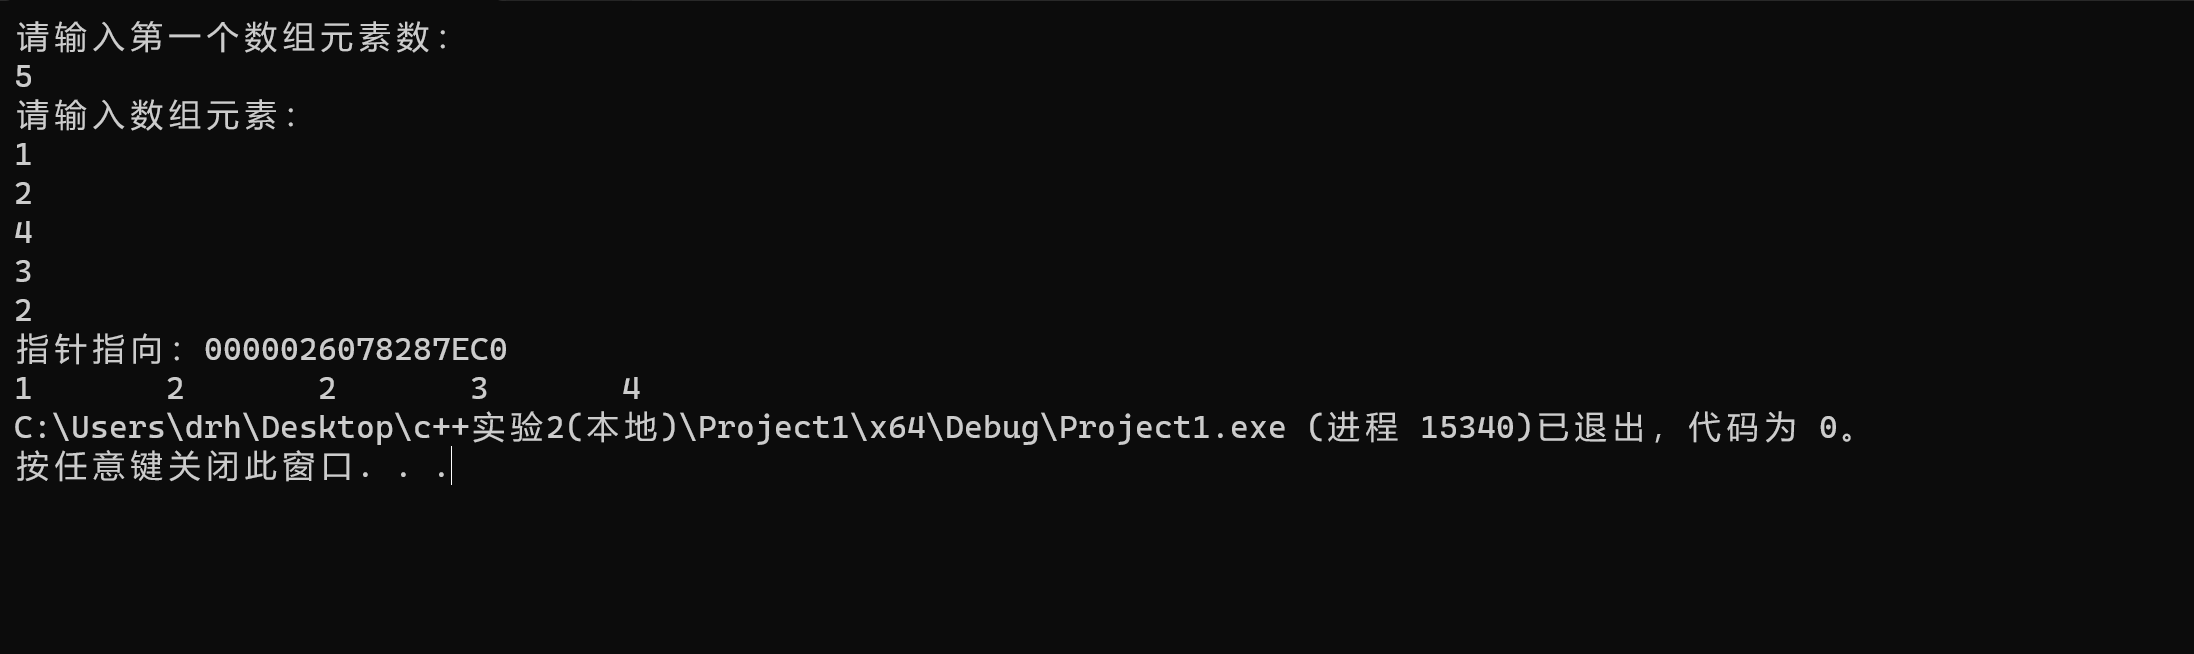 请输入第一个数组元素数：
5
请输入数组元素：
1
2
4
3
2
指针指向：0000026078287EC0
1       2       2       3       4
C:\Users\drh\Desktop\c++实验2(本地)\Project1\x64\Debug\Project1.exe (进程 15340)已退出，代码为 0。
按任意键关闭此窗口. . .